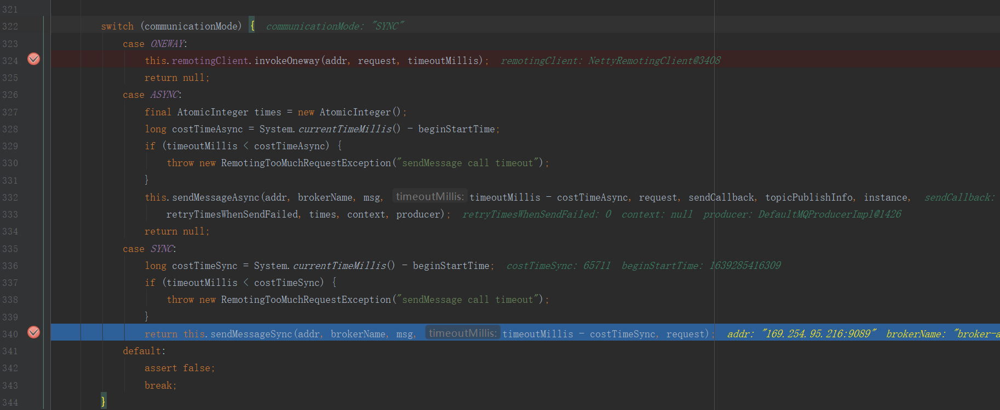 321
322 switch (communicationMode) { communicationMode: "SYNC"
323 case ONEWAY:
324 this.remotingClient.invokeOneway(addr, request, timeoutMillis); remotingClient: NettyRemotingClient@3408
325 return null;
326 case ASYNC:
327 final AtomicInteger times = new AtomicInteger();
328 long costTimeAsync = System.currentTimeMillis() - beginStartTime;
329 if (timeoutMillis < costTimeAsync) {
330 throw new RemotingTooMuchRequestException("sendMessage call timeout");
331 }
332 this.sendMessageAsync(addr, brokerName, msg, timeoutMillis: timeoutMillis - costTimeAsync, request, sendCallback, topicPublishInfo, instance, sendCallback:
333 retryTimesWhenSendFailed, times, context, producer); retryTimesWhenSendFailed: 0 context: null producer: DefaultMQProducerImpl@1426
334 return null;
335 case SYNC:
336 long costTimeSync = System.currentTimeMillis() - beginStartTime; costTimeSync: 65711 beginStartTime: 1639285416309
337 if (timeoutMillis < costTimeSync) {
338 throw new RemotingTooMuchRequestException("sendMessage call timeout");
339 }
340 return this.sendMessageSync(addr, brokerName, msg, timeoutMillis: timeoutMillis - costTimeSync, request); addr: "169.254.95.216:9089" brokerName: "broker-a
341 default:
342 assert false;
343 break;
344 }